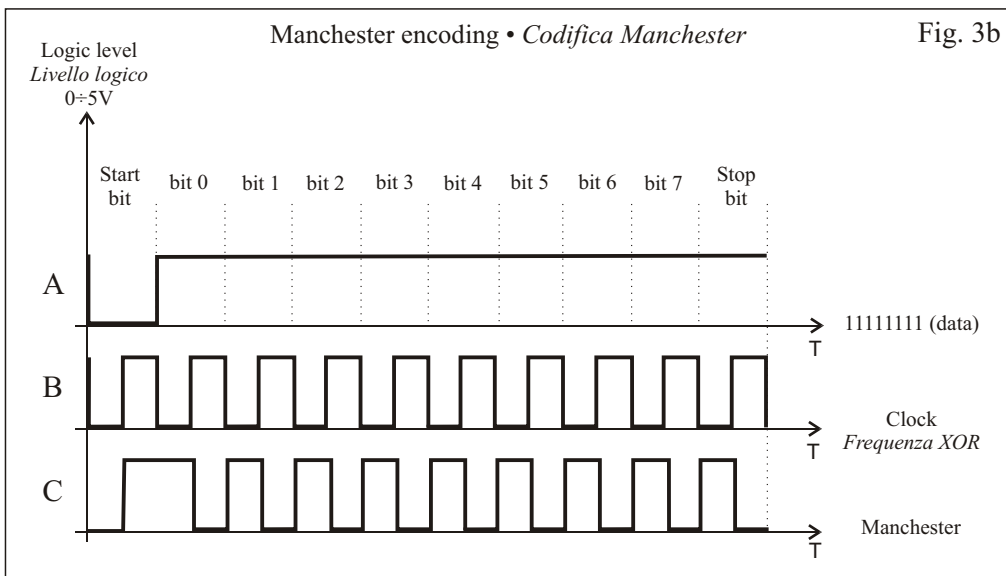 Manchester encoding • Codifica Manchester
Fig. 3b
Logic level
Livello logico
0÷5V
Start
bit
bit 0
bit 1
bit 2
bit 3
bit 4
bit 5
bit 6
bit 7
Stop
bit
A
11111111 (data)
T
B
Clock
Frequenza XOR
T
C
Manchester
T